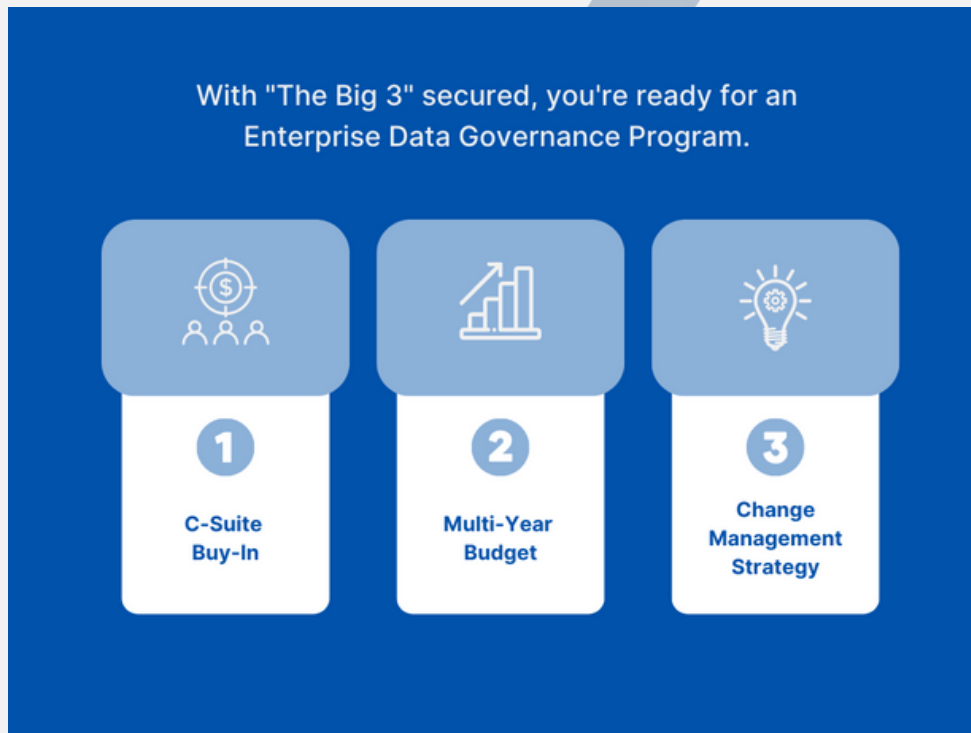 With "The Big 3" secured, you're ready for an
Enterprise Data Governance Program.
$
1
C-Suite
Buy-In
2
Multi-Year
Budget
3
Change
Management
Strategy